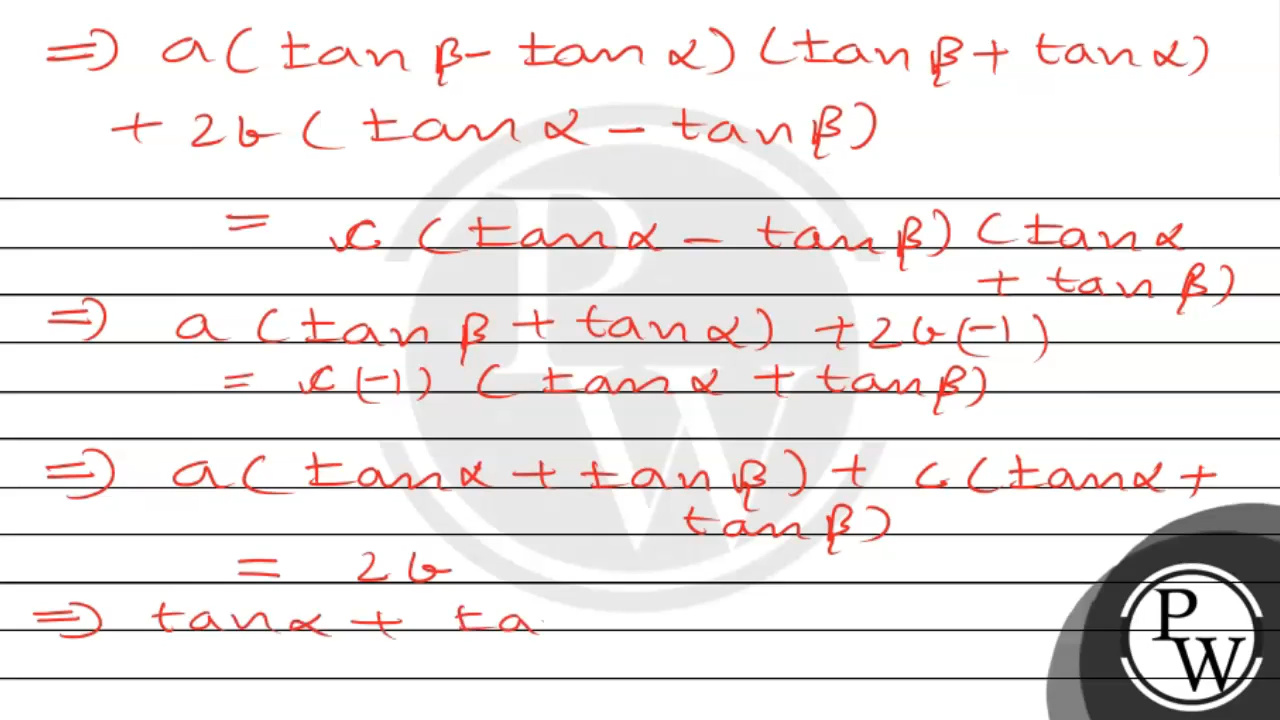 ⇒ a(tan β - tan α)(tan β + tan α)
+ 2b(tan α - tan β)
= c (tan α - tan β)(tan α
+ tan β)
⇒ a (tan β + tan α) + 2b(-1)
= c(-1) (tan α + tan β)
⇒ a(tan α + tan β) + c(tan α +
tan β)
= 2b
⇒ tan α + ta
P
W
P
W